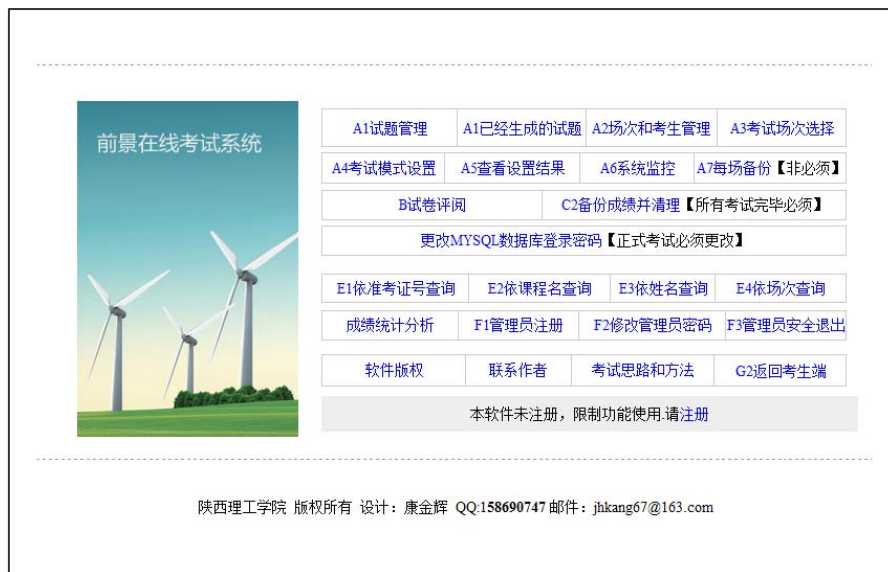 前景在线考试系统
A1试题管理 A1已经生成的试题 A2场次和考生管理 A3考试场次选择
A4考试模式设置 A5查看设置结果 A6系统监控 A7每场备份【非必须】
B试卷评阅 C2备份成绩并清理【所有考试完毕必须】
更改MYSQL数据库登录密码【正式考试必须更改】
E1依准考证号查询 E2依课程名查询 E3依姓名查询 E4依场次查询
成绩统计分析 F1管理员注册 F2修改管理员密码 F3管理员安全退出
软件版权 联系作者 考试思路和方法 G2返回考生端
本软件未注册，限制功能使用.请注册
陕西理工学院 版权所有 设计：康金辉 QQ:158690747 邮件：jhkang67@163.com